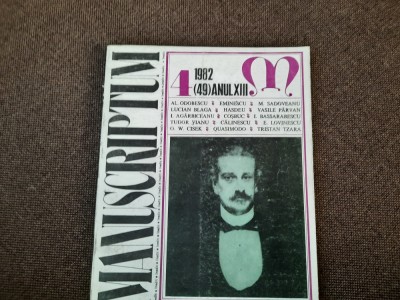 MANUSCRIPTUM
4
1982
(49) ANUL XIII
AL. ODOBESCU EMINESCU M. SADOVEANU
LUCIAN BLAGA HASDEU VASILE PÂRVAN
I. AGÂRBICEANU COȘBUC I. BASSARABESCU
TUDOR VIANU CĂLINESCU E. LOVINESCU
O. W. CISEK QUASIMODO TRISTAN TZARA